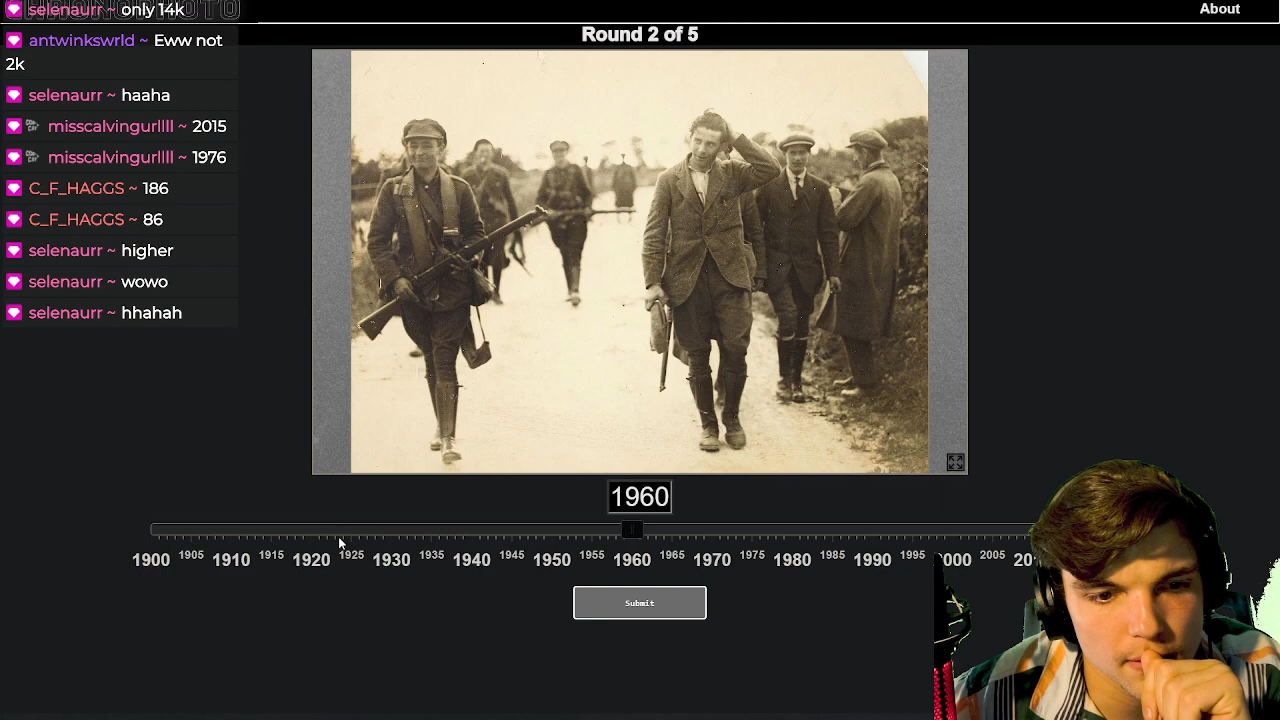 selenaurr ~ only 14k
CHRONOPHOTO
About
antwinkswrld ~ Eww not
2k
selenaurr ~ haaha
misscalvingurllll ~ 2015
misscalvingurllll ~ 1976
C_F_HAGGS ~ 186
C_F_HAGGS ~ 86
selenaurr ~ higher
selenaurr ~ wowo
selenaurr ~ hhahah
Round 2 of 5
1960
1900 1905 1910 1915 1920 1925 1930 1935 1940 1945 1950 1955 1960 1965 1970 1975 1980 1985 1990 1995 2005
Submit